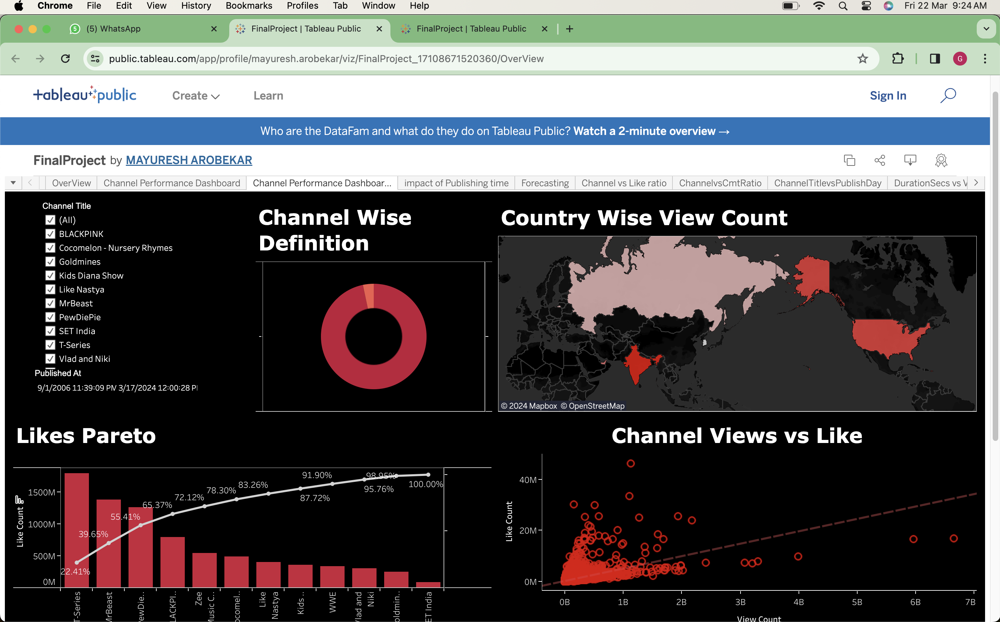 Chrome File Edit View History Bookmarks Profiles Tab Window Help Fri 22 Mar 9:24 AM
5 (5) WhatsApp FinalProject | Tableau Public FinalProject | Tableau Public
public.tableau.com/app/profile/mayuresh.arobekar/viz/FinalProject_17108671520360/OverView G
tableau public Create Learn Sign In
Who are the DataFam and what do they do on Tableau Public? Watch a 2-minute overview →
FinalProject by MAYURESH AROBEKAR
OverView Channel Performance Dashboard Channel Performance Dashboar... impact of Publishing time Forecasting Channel vs Like ratio ChannelvsCmtRatio ChannelTitlevsPublishDay DurationSecs vs
Channel Title
(All)
BLACKPINK
Cocomelon - Nursery Rhymes
Goldmines
Kids Diana Show
Like Nastya
MrBeast
PewDiePie
SET India
T-Series
Vlad and Niki
Published At
9/1/2006 11:39:09 PM 3/17/2024 12:00:28 P
Channel Wise
Definition
Country Wise View Count
© 2024 Mapbox © OpenStreetMap
Likes Pareto
Like Count
1500M
1000M
500M
0M
22.41%
39.65%
55.41%
65.37%
72.12%
78.30%
83.26%
87.72%
91.90%
95.76%
98.95%
100.00%
T-Series
MrBeast
ewDie..
LACKPI..
Zee
Music C..
ocomel..
Like
Nastya
Kids ..
WWE
Vlad and
Niki
oldmin..
ET India
Channel Views vs Like
Like Count
40M
20M
0M
0B 1B 2B 3B 4B 5B 6B 7B
View Count